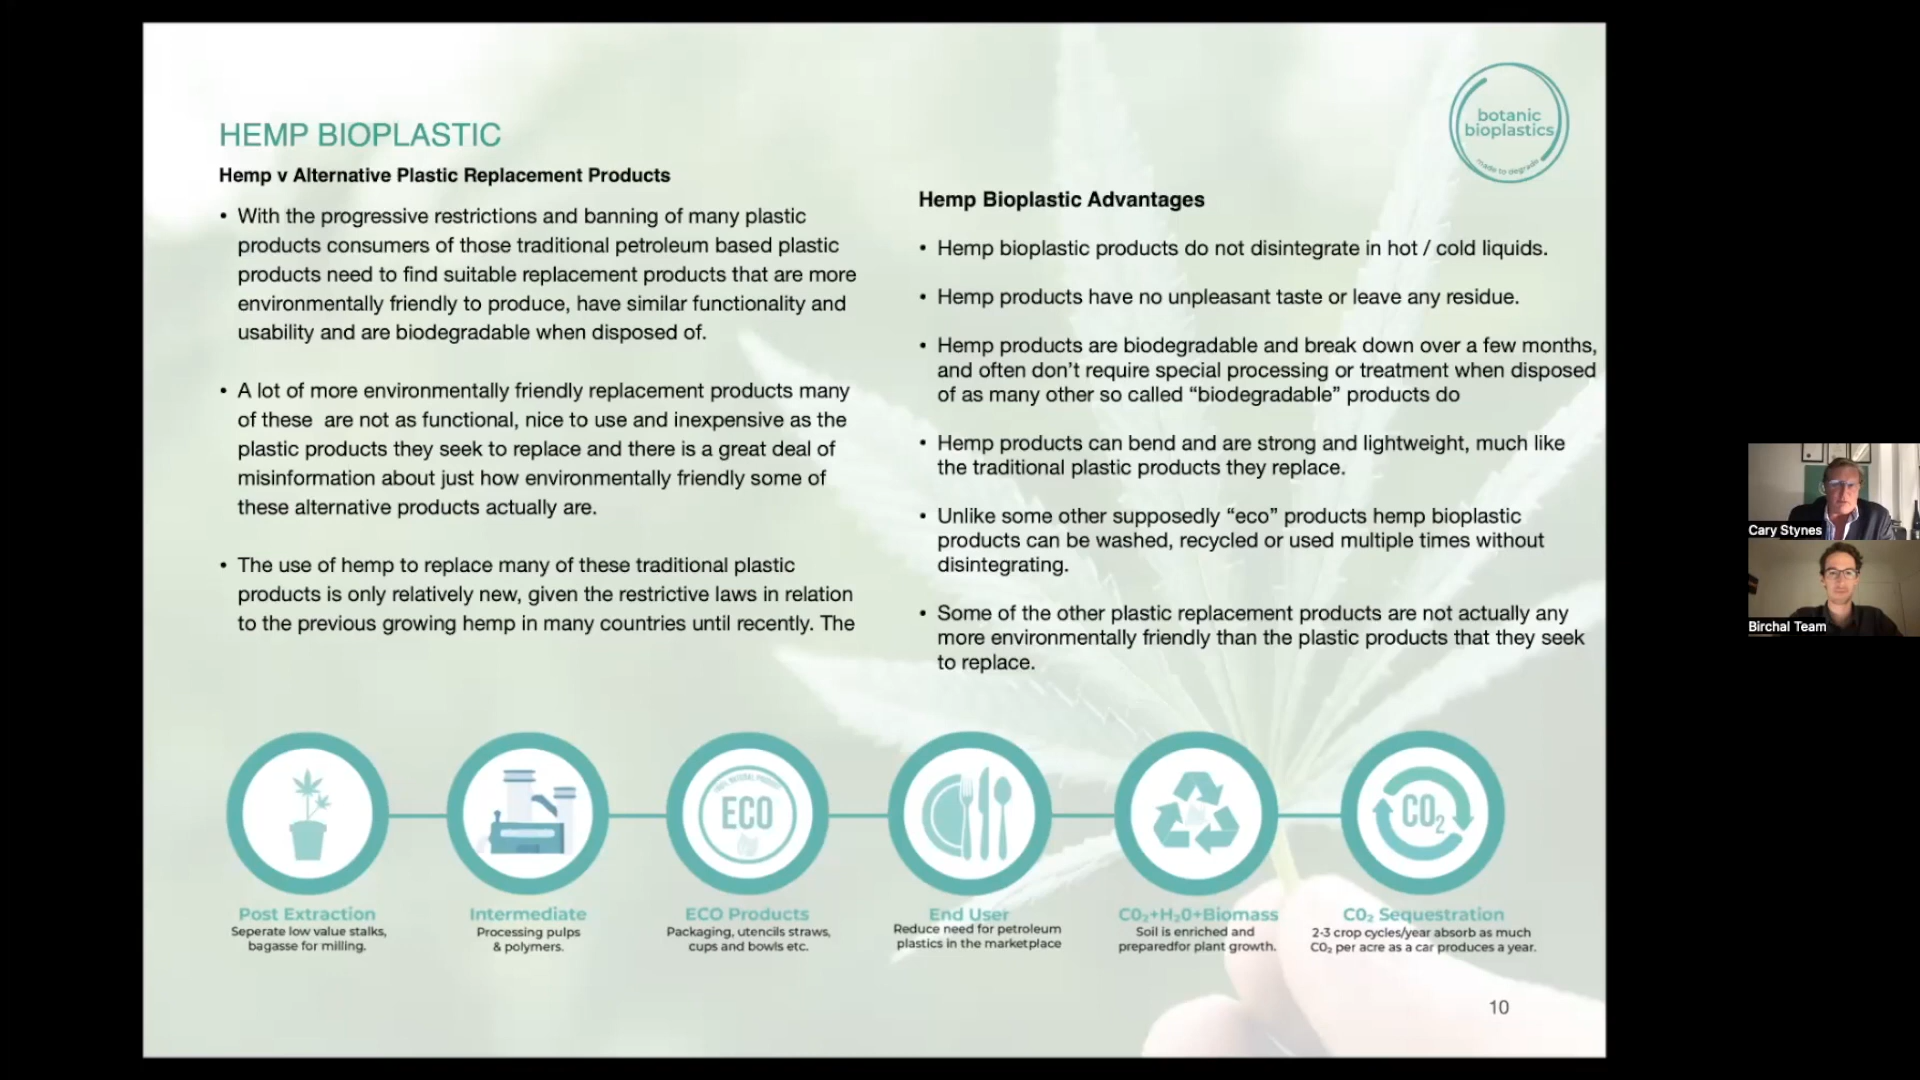 HEMP BIOPLASTIC
Hemp v Alternative Plastic Replacement Products
• With the progressive restrictions and banning of many plastic
products consumers of those traditional petroleum based plastic
products need to find suitable replacement products that are more
environmentally friendly to produce, have similar functionality and
usability and are biodegradable when disposed of.
• A lot of more environmentally friendly replacement products many
of these are not as functional, nice to use and inexpensive as the
plastic products they seek to replace and there is a great deal of
misinformation about just how environmentally friendly some of
these alternative products actually are.
• The use of hemp to replace many of these traditional plastic
products is only relatively new, given the restrictive laws in relation
to the previous growing hemp in many countries until recently. The
botanic
bioplastics
made to degrade
Hemp Bioplastic Advantages
• Hemp bioplastic products do not disintegrate in hot / cold liquids.
• Hemp products have no unpleasant taste or leave any residue.
• Hemp products are biodegradable and break down over a few months,
and often don’t require special processing or treatment when disposed
of as many other so called “biodegradable” products do
• Hemp products can bend and are strong and lightweight, much like
the traditional plastic products they replace.
• Unlike some other supposedly “eco” products hemp bioplastic
products can be washed, recycled or used multiple times without
disintegrating.
• Some of the other plastic replacement products are not actually any
more environmentally friendly than the plastic products that they seek
to replace.
100% NATURAL PRODUCT
ECO
CO₂
Post Extraction
Seperate low value stalks,
bagasse for milling.
Intermediate
Processing pulps
& polymers.
ECO Products
Packaging, utencils straws,
cups and bowls etc.
End User
Reduce need for petroleum
plastics in the marketplace
C0₂+H₂0+Biomass
Soil is enriched and
preparedfor plant growth.
C0₂ Sequestration
2-3 crop cycles/year absorb as much
CO₂ per acre as a car produces a year.
10
Cary Stynes
Birchal Team